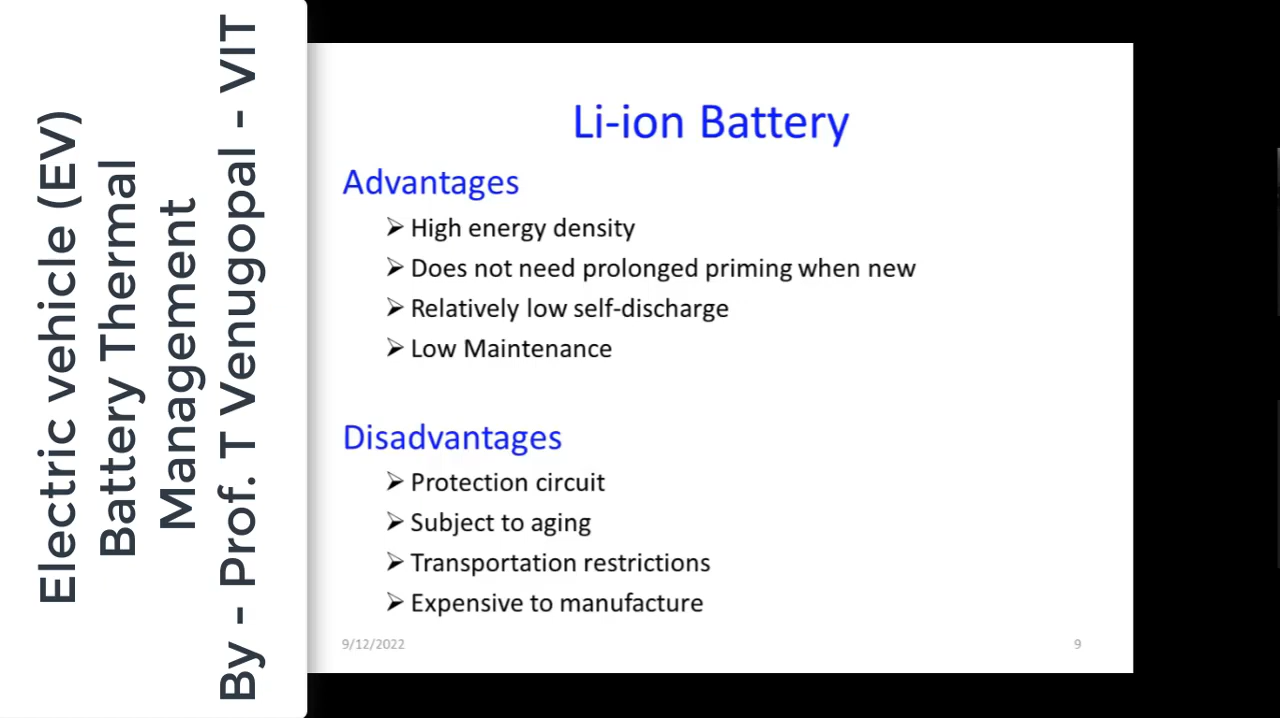 Electric vehicle (EV)
Battery Thermal
Management
By - Prof. T Venugopal - VIT
Li-ion Battery
Advantages
➢ High energy density
➢ Does not need prolonged priming when new
➢ Relatively low self-discharge
➢ Low Maintenance
Disadvantages
➢ Protection circuit
➢ Subject to aging
➢ Transportation restrictions
➢ Expensive to manufacture
9/12/2022
9